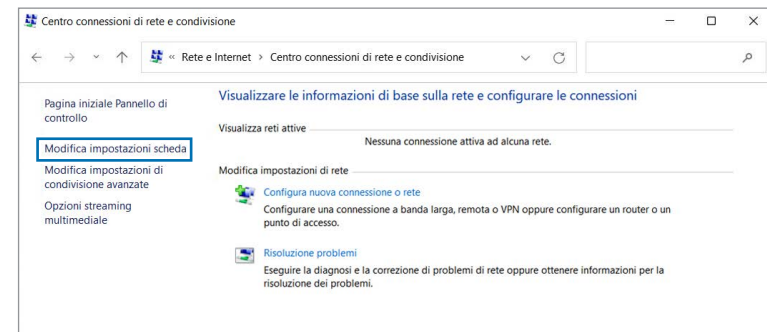 Centro connessioni di rete e condivisione
« Rete e Internet > Centro connessioni di rete e condivisione
Pagina iniziale Pannello di
controllo
Modifica impostazioni scheda
Modifica impostazioni di
condivisione avanzate
Opzioni streaming
multimediale
Visualizzare le informazioni di base sulla rete e configurare le connessioni
Visualizza reti attive
Nessuna connessione attiva ad alcuna rete.
Modifica impostazioni di rete
Configura nuova connessione o rete
Configurare una connessione a banda larga, remota o VPN oppure configurare un router o un
punto di accesso.
Risoluzione problemi
Eseguire la diagnosi e la correzione di problemi di rete oppure ottenere informazioni per la
risoluzione dei problemi.